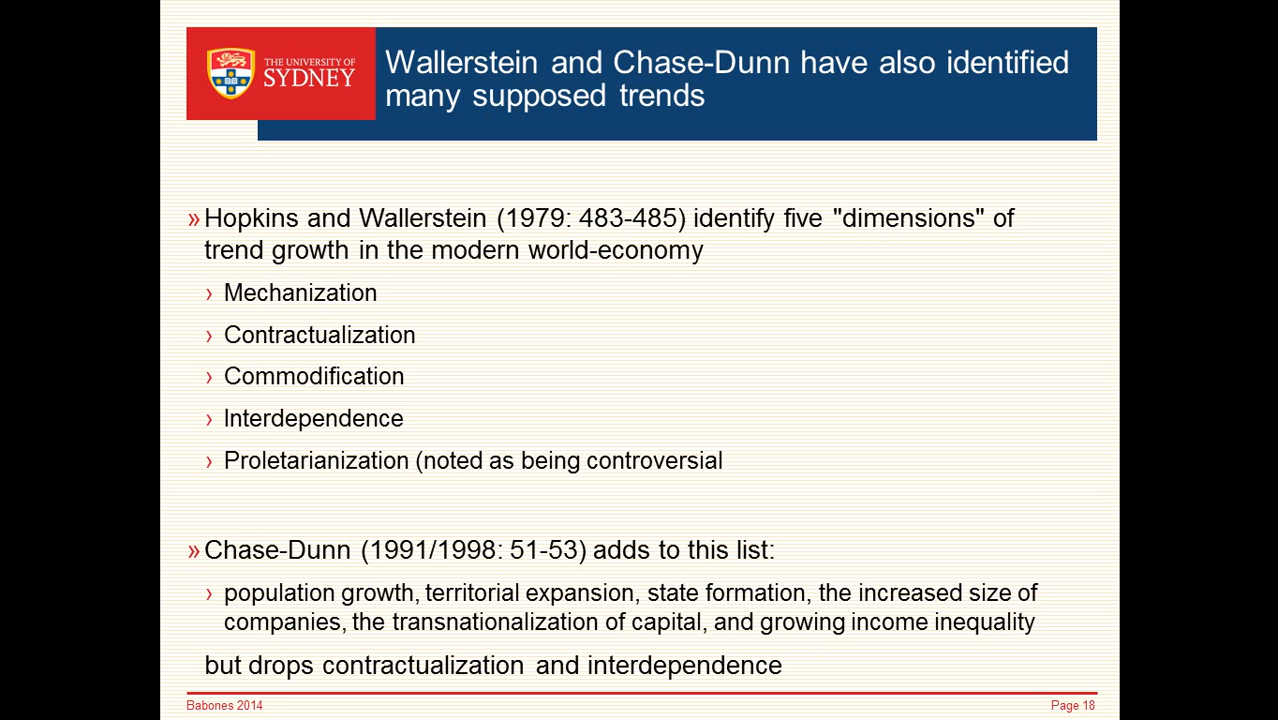 THE UNIVERSITY OF
SYDNEY
Wallerstein and Chase-Dunn have also identified
many supposed trends
» Hopkins and Wallerstein (1979: 483-485) identify five "dimensions" of
trend growth in the modern world-economy
› Mechanization
› Contractualization
› Commodification
› Interdependence
› Proletarianization (noted as being controversial
» Chase-Dunn (1991/1998: 51-53) adds to this list:
› population growth, territorial expansion, state formation, the increased size of
companies, the transnationalization of capital, and growing income inequality
but drops contractualization and interdependence
Babones 2014
Page 18